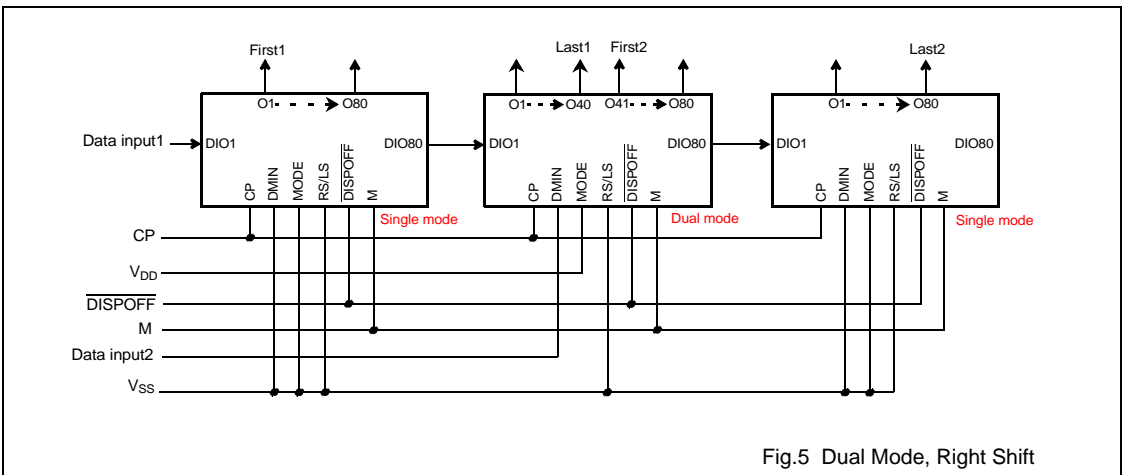 First1 Last1 First2 Last2
O1 O80 O1 O40 O41 O80 O1 O80
Data input1 DIO1 DIO80 DIO1 DIO80 DIO1 DIO80
CP DMIN MODE RS/LS DISPOFF M CP DMIN MODE RS/LS DISPOFF M CP DMIN MODE RS/LS DISPOFF M
Single mode Dual mode Single mode
CP
VDD
DISPOFF
M
Data input2
VSS
Fig.5 Dual Mode, Right Shift